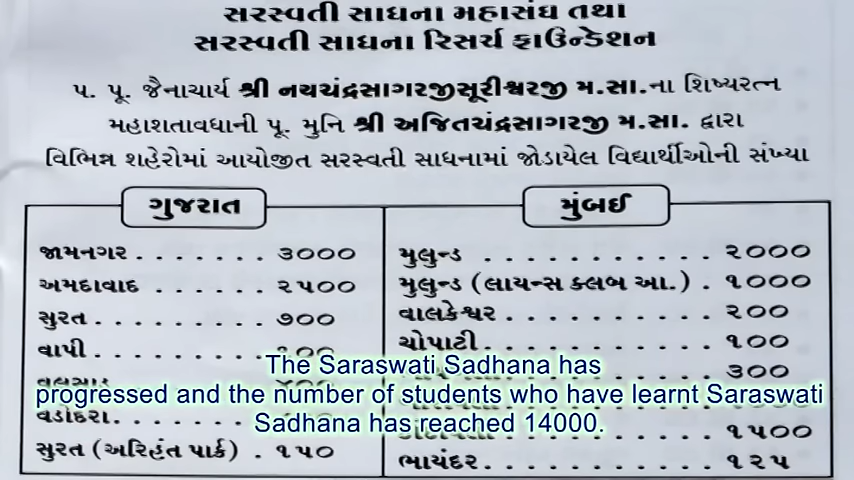 સરસ્વતી સાધના મહાસંઘ તથા
સરસ્વતી સાધના રિસર્ચ ફાઉન્ડેશન
પ. પૂ. જૈનાચાર્ય શ્રી નયચંદ્રસાગરજીસૂરીશ્વરજી મ.સા.ના શિષ્યરત્ન
મહાશતાવધાની પૂ. મુનિ શ્રી અજિતચંદ્રસાગરજી મ.સા. દ્વારા
વિભિન્ન શહેરોમાં આયોજીત સરસ્વતી સાધનામાં જોડાયેલ વિદ્યાર્થીઓની સંખ્યા
ગુજરાત
જામનગર . . . . . . . ૩૦૦૦
અમદાવાદ . . . . . . ૨૫૦૦
સુરત. . . . . . . . . . ૭૦૦
વાપી . . . . . . . . .
વલસાડ
વડોદરા. . . . . . .
સુરત (અરિહંત પાર્ક) . ૧૫૦
મુંબઈ
મુલુન્ડ . . . . . . . . . . . ૨૦૦૦
મુલુન્ડ (લાયન્સ ક્લબ આ.) . ૧૦૦૦
વાલકેશ્વર . . . . . . . . . . ૨૦૦
ચોપાટી . . . . . . . . . . . ૧૦૦
૩૦૦
૧૫૦૦
ભાયંદર. . . . . . . . . . . ૧૨૫
The Saraswati Sadhana has
progressed and the number of students who have learnt Saraswati
Sadhana has reached 14000.